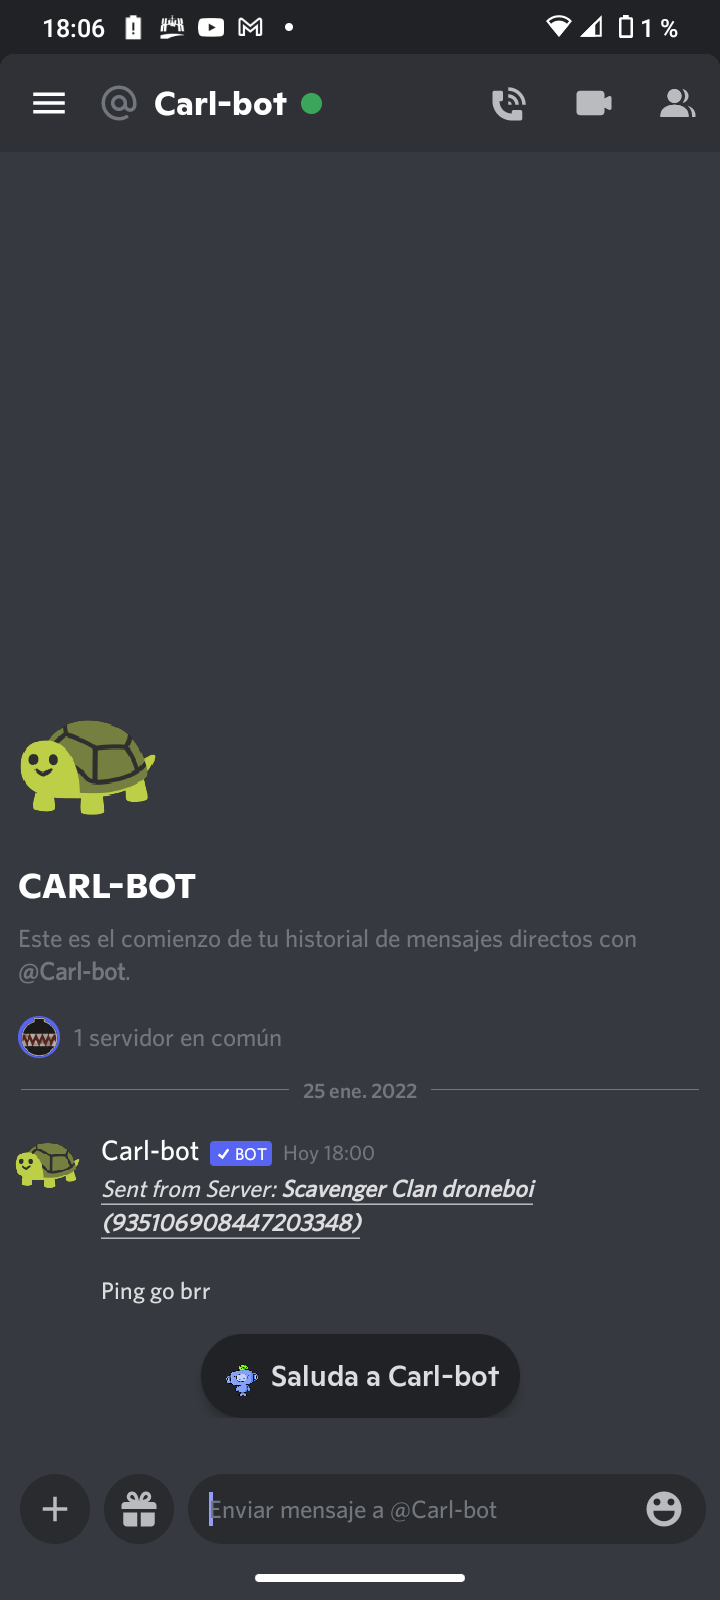 18:06 1 %
Carl-bot
CARL-BOT
Este es el comienzo de tu historial de mensajes directos con
@Carl-bot.
1 servidor en común
25 ene. 2022
Carl-bot BOT Hoy 18:00
Sent from Server: Scavenger Clan droneboi
(935106908447203348)
Ping go brr
Saluda a Carl-bot
Enviar mensaje a @Carl-bot